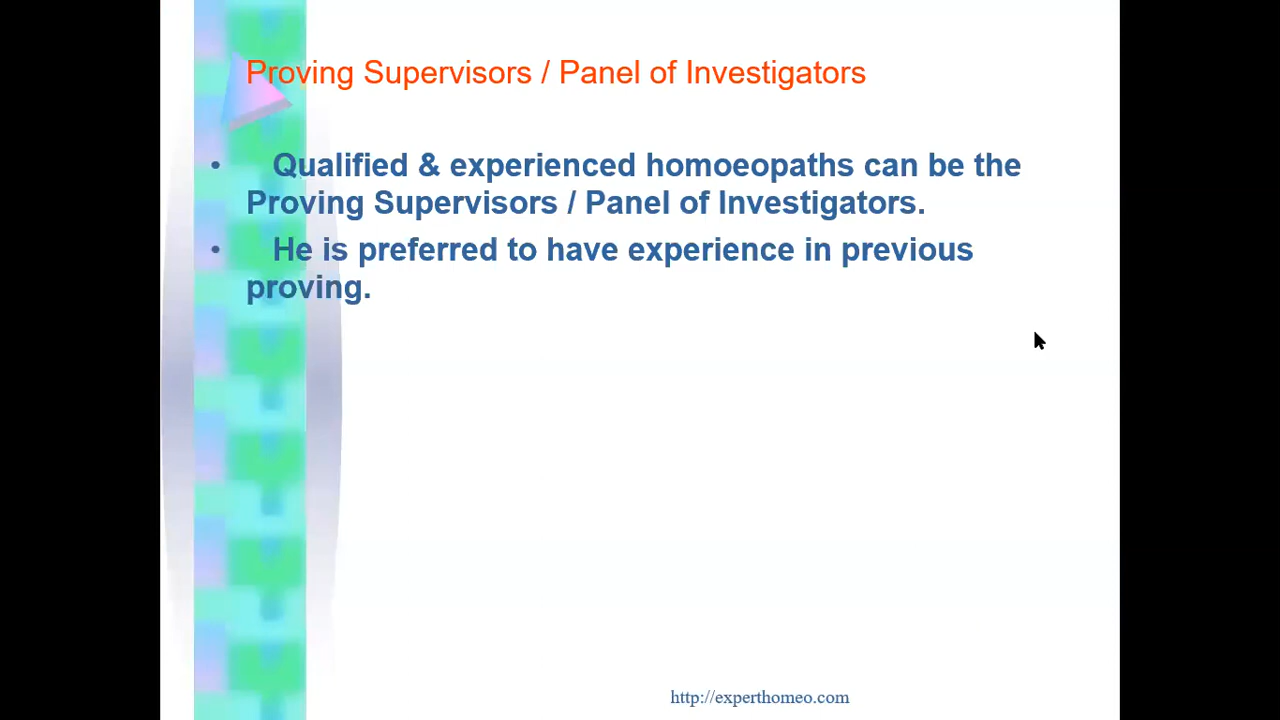 Proving Supervisors / Panel of Investigators
• Qualified & experienced homoeopaths can be the
Proving Supervisors / Panel of Investigators.
• He is preferred to have experience in previous
proving.
http://experthomeo.com